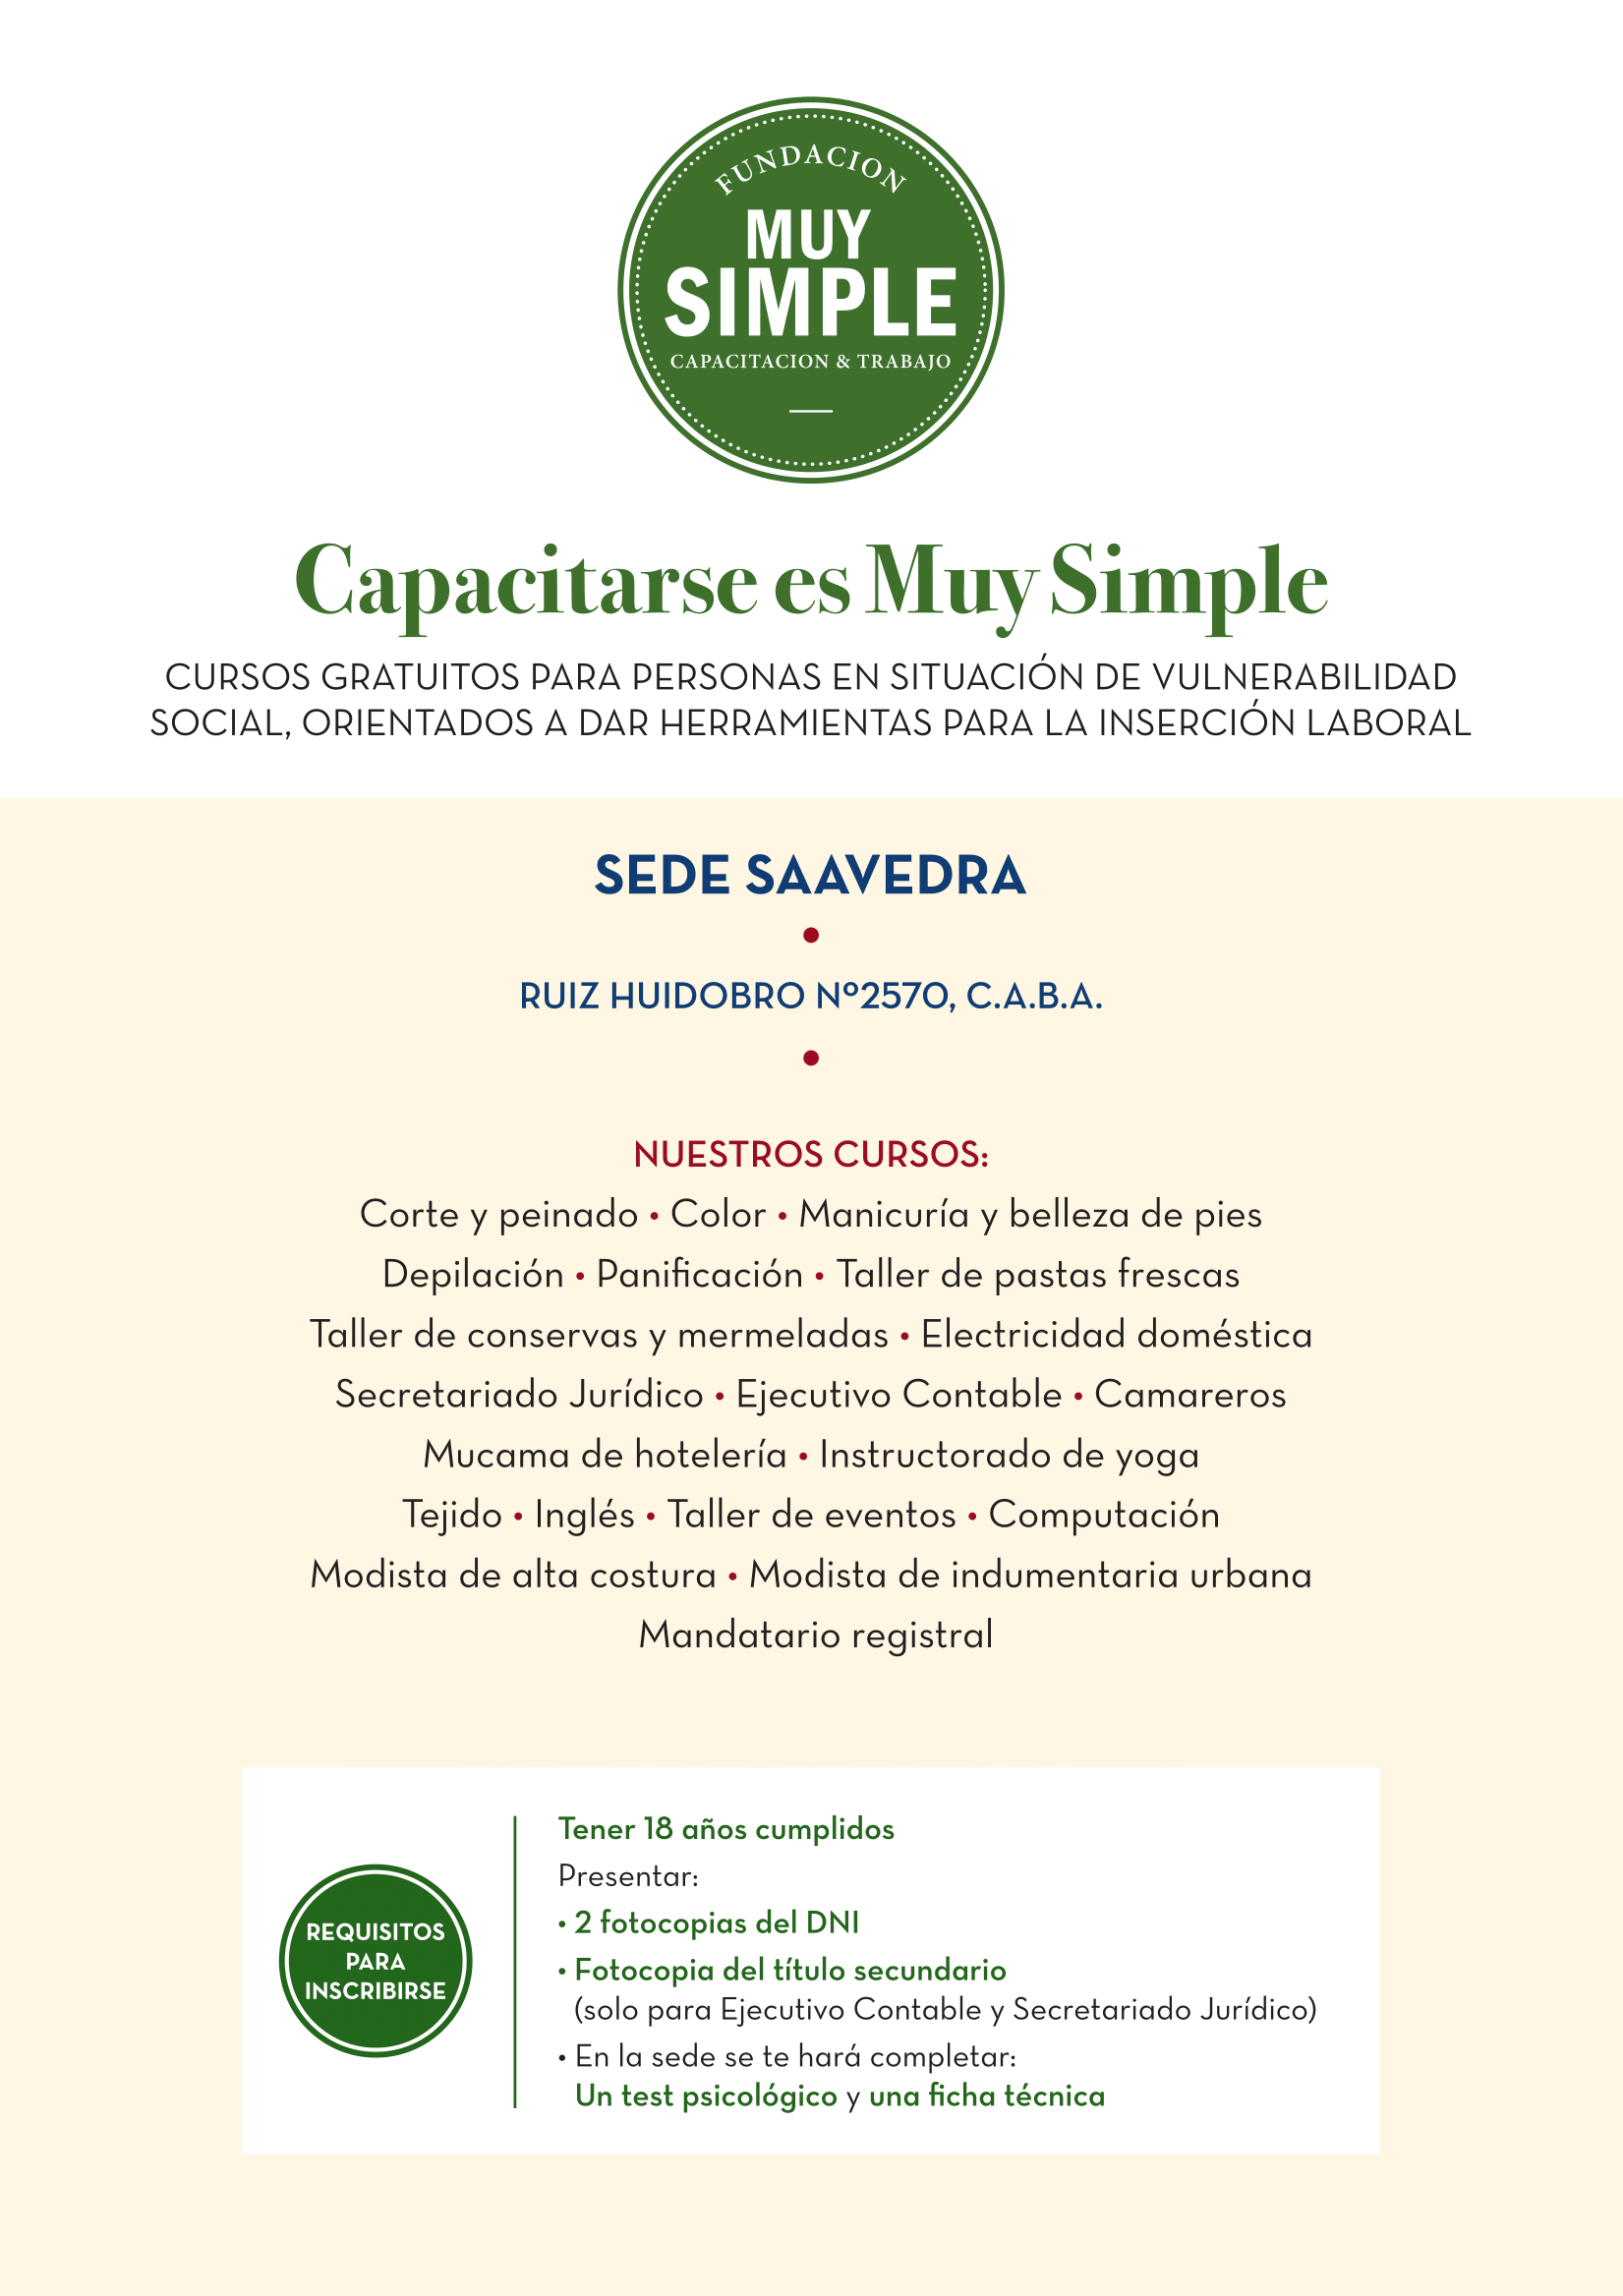 FUNDACION
MUY
SIMPLE
CAPACITACION & TRABAJO
Capacitarse es Muy Simple
CURSOS GRATUITOS PARA PERSONAS EN SITUACIÓN DE VULNERABILIDAD
SOCIAL, ORIENTADOS A DAR HERRAMIENTAS PARA LA INSERCIÓN LABORAL
SEDE SAAVEDRA
•
RUIZ HUIDOBRO Nº2570, C.A.B.A.
•
NUESTROS CURSOS:
Corte y peinado • Color • Manicuría y belleza de pies
Depilación • Panificación • Taller de pastas frescas
Taller de conservas y mermeladas • Electricidad doméstica
Secretariado Jurídico • Ejecutivo Contable • Camareros
Mucama de hotelería • Instructorado de yoga
Tejido • Inglés • Taller de eventos • Computación
Modista de alta costura • Modista de indumentaria urbana
Mandatario registral
REQUISITOS
PARA
INSCRIBIRSE
Tener 18 años cumplidos
Presentar:
• 2 fotocopias del DNI
• Fotocopia del título secundario
(solo para Ejecutivo Contable y Secretariado Jurídico)
• En la sede se te hará completar:
Un test psicológico y una ficha técnica